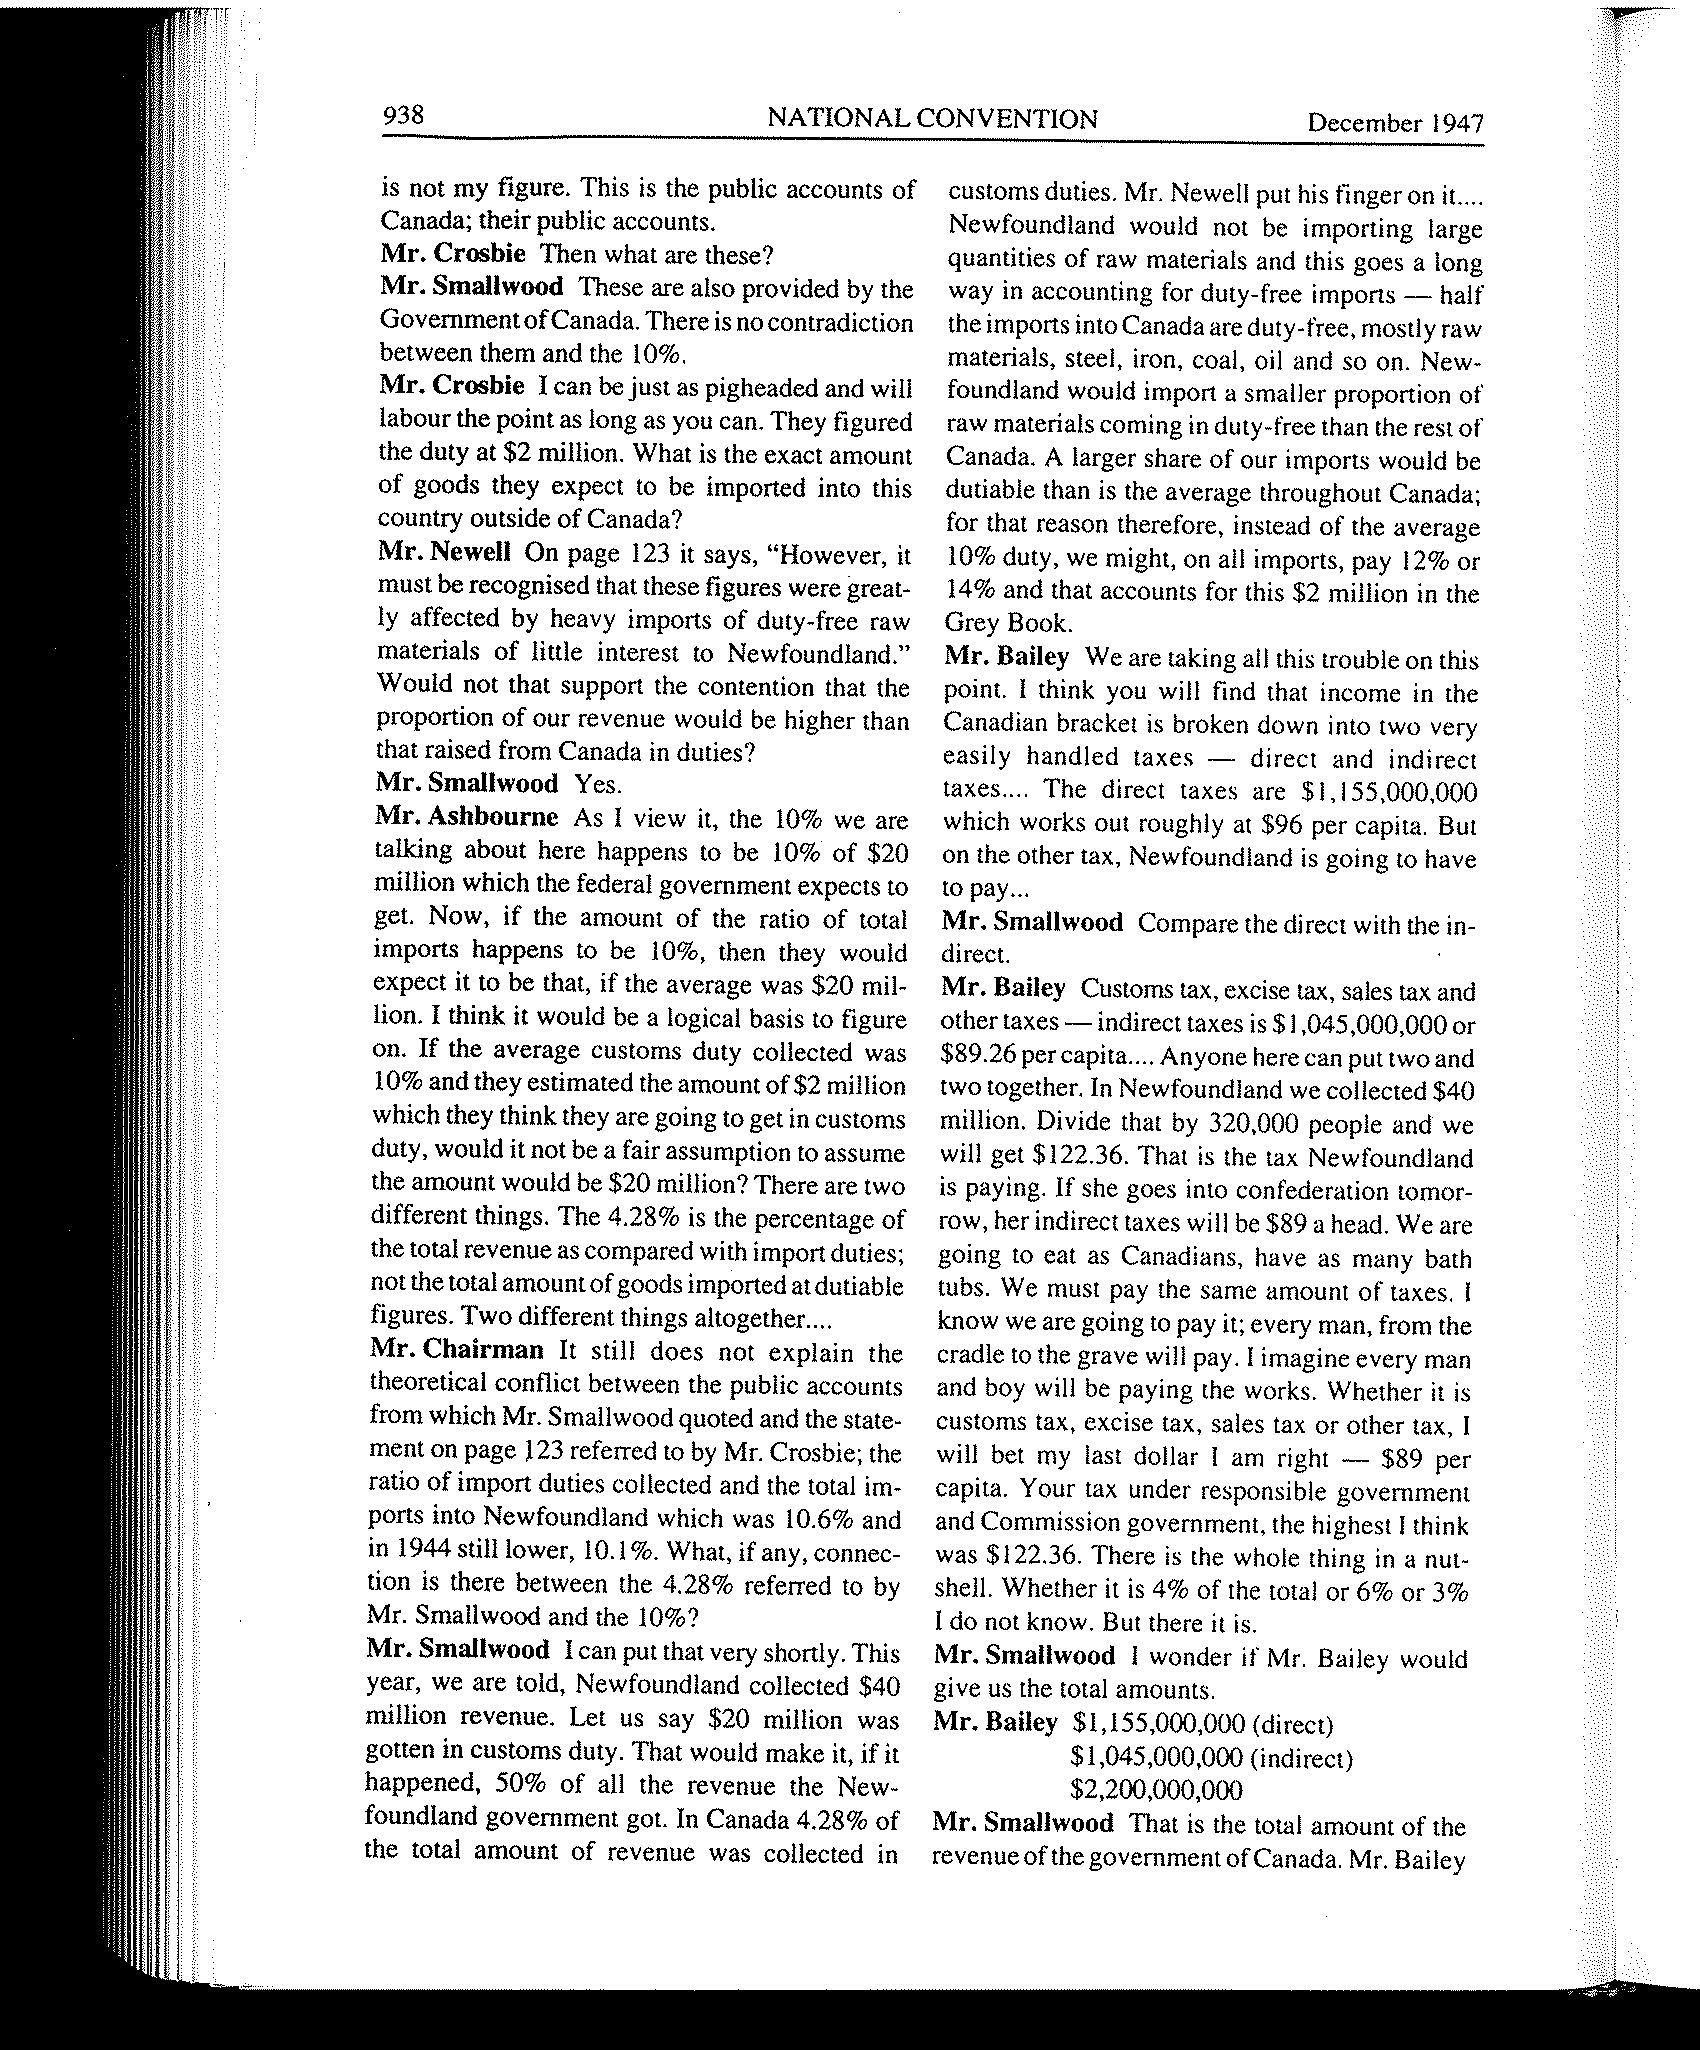 938 NATIONAL CONVENTION December 1947
is not my figure. This is the public accounts of
Canada; their public accounts.
Mr. Crosbie Then what are these?
Mr. Smallwood These are also provided by the
Government of Canada. There is no contradiction
between them and the 10%.
Mr. Crosbie I can be just as pigheaded and will
labour the point as long as you can. They figured
the duty at $2 million. What is the exact amount
of goods they expect to be imported into this
country outside of Canada?
Mr. Newell On page 123 it says, "However, it
must be recognised that these figures were great-
ly affected by heavy imports of duty-free raw
materials of little interest to Newfoundland."
Would not that support the contention that the
proportion of our revenue would be higher than
that raised from Canada in duties?
Mr. Smallwood Yes.
Mr. Ashbourne As I view it, the 10% we are
talking about here happens to be 10% of $20
million which the federal government expects to
get. Now, if the amount of the ratio of total
imports happens to be 10%, then they would
expect it to be that, if the average was $20 mil-
lion. I think it would be a logical basis to figure
on. If the average customs duty collected was
10% and they estimated the amount of $2 million
which they think they are going to get in customs
duty, would it not be a fair assumption to assume
the amount would be $20 million? There are two
different things. The 4.28% is the percentage of
the total revenue as compared with import duties;
not the total amount of goods imported at dutiable
figures. Two different things altogether....
Mr. Chairman It still does not explain the
theoretical conflict between the public accounts
from which Mr. Smallwood quoted and the state-
ment on page 123 referred to by Mr. Crosbie; the
ratio of import duties collected and the total im-
ports into Newfoundland which was 10.6% and
in 1944 still lower, 10.1%. What, if any, connec-
tion is there between the 4.28% referred to by
Mr. Smallwood and the 10%?
Mr. Smallwood I can put that very shortly. This
year, we are told, Newfoundland collected $40
million revenue. Let us say $20 million was
gotten in customs duty. That would make it, if it
happened, 50% of all the revenue the New-
foundland government got. In Canada 4.28% of
the total amount of revenue was collected in
customs duties. Mr. Newell put his finger on it....
Newfoundland would not be importing large
quantities of raw materials and this goes a long
way in accounting for duty-free imports — half
the imports into Canada are duty-free, mostly raw
materials, steel, iron, coal, oil and so on. New-
foundland would import a smaller proportion of
raw materials coming in duty-free than the rest of
Canada. A larger share of our imports would be
dutiable than is the average throughout Canada;
for that reason therefore, instead of the average
10% duty, we might, on all imports, pay 12% or
14% and that accounts for this $2 million in the
Grey Book.
Mr. Bailey We are taking all this trouble on this
point. I think you will find that income in the
Canadian bracket is broken down into two very
easily handled taxes — direct and indirect
taxes.... The direct taxes are $1,155,000,000
which works out roughly at $96 per capita. But
on the other tax, Newfoundland is going to have
to pay...
Mr. Smallwood Compare the direct with the in-
direct.
Mr. Bailey Customs tax, excise tax, sales tax and
other taxes — indirect taxes is $1,045,000,000 or
$89.26 per capita.... Anyone here can put two and
two together. In Newfoundland we collected $40
million. Divide that by 320,000 people and we
will get $122.36. That is the tax Newfoundland
is paying. If she goes into confederation tomor-
row, her indirect taxes will be $89 a head. We are
going to eat as Canadians, have as many bath
tubs. We must pay the same amount of taxes. I
know we are going to pay it; every man, from the
cradle to the grave will pay. I imagine every man
and boy will be paying the works. Whether it is
customs tax, excise tax, sales tax or other tax, I
will bet my last dollar I am right — $89 per
capita. Your tax under responsible government
and Commission government, the highest I think
was $122.36. There is the whole thing in a nut-
shell. Whether it is 4% of the total or 6% or 3%
I do not know. But there it is.
Mr. Smallwood I wonder if Mr. Bailey would
give us the total amounts.
Mr. Bailey $1,155,000,000 (direct)
$1,045,000,000 (indirect)
$2,200,000,000
Mr. Smallwood That is the total amount of the
revenue of the government of Canada. Mr. Bailey